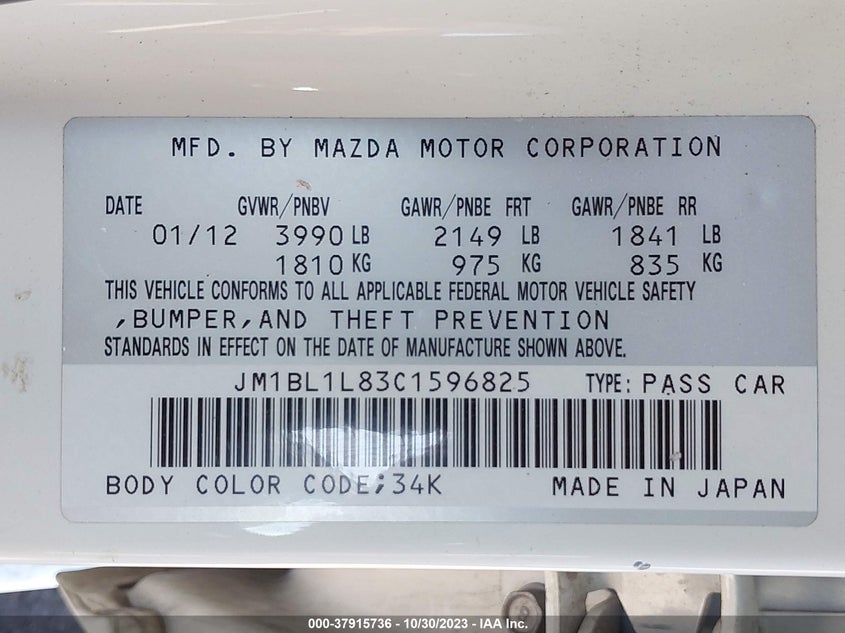 MFD. BY MAZDA MOTOR CORPORATION
DATE GVWR/PNBV GAWR/PNBE FRT GAWR/PNBE RR
01/12 3990 LB 2149 LB 1841 LB
1810 KG 975 KG 835 KG
THIS VEHICLE CONFORMS TO ALL APPLICABLE FEDERAL MOTOR VEHICLE SAFETY
,BUMPER,AND THEFT PREVENTION
STANDARDS IN EFFECT ON THE DATE OF MANUFACTURE SHOWN ABOVE.
JM1BL1L83C1596825 TYPE: PASS CAR
BODY COLOR CODE;34K MADE IN JAPAN
000-37915736 - 10/30/2023 - IAA Inc.